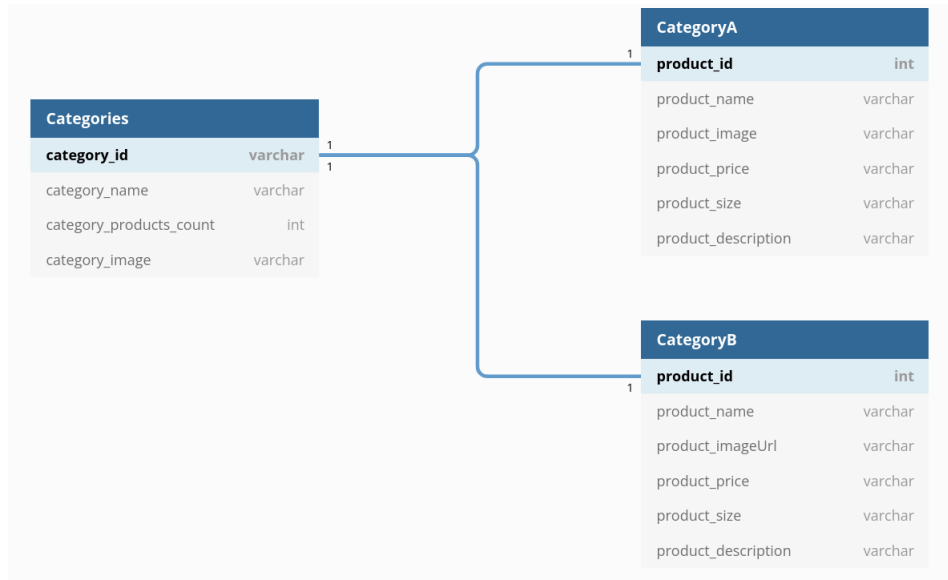 Categories
category_id varchar
category_name varchar
category_products_count int
category_image varchar
1
1
1
CategoryA
product_id int
product_name varchar
product_image varchar
product_price varchar
product_size varchar
product_description varchar
1
CategoryB
product_id int
product_name varchar
product_imageUrl varchar
product_price varchar
product_size varchar
product_description varchar